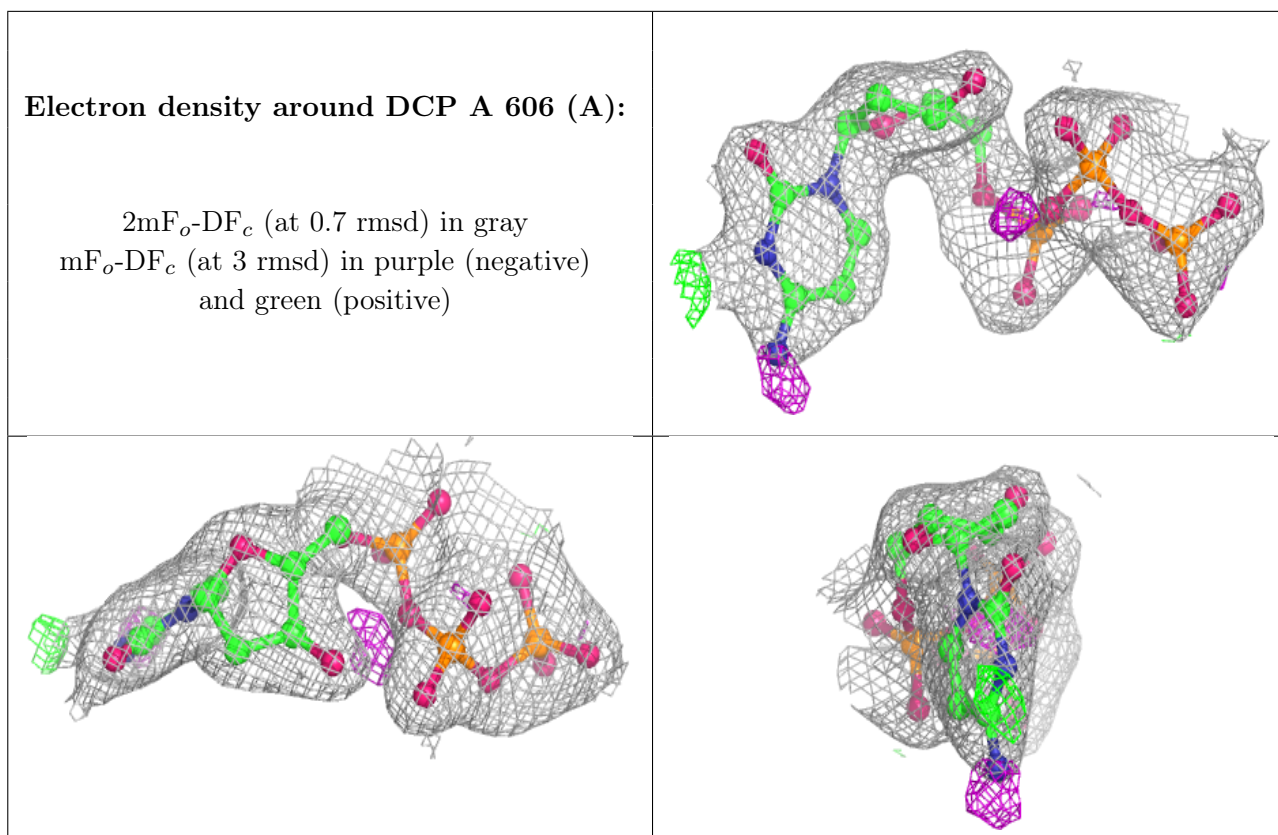 Electron density around DCP A 606 (A):
2mFo-DFc (at 0.7 rmsd) in gray
mFo-DFc (at 3 rmsd) in purple (negative)
and green (positive)